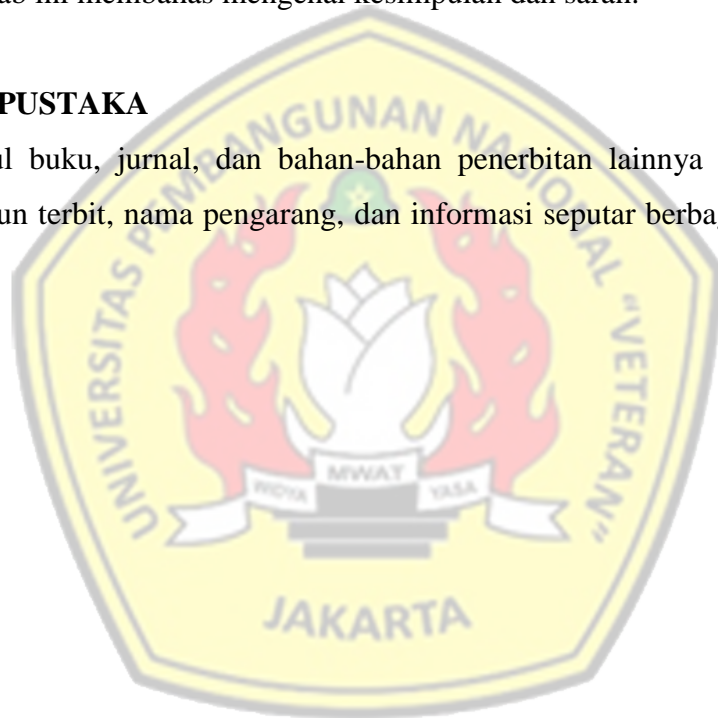 ab ini membahas mengenai kesimpulan dan saran.
PUSTAKA
ul buku, jurnal, dan bahan-bahan penerbitan lainnya
un terbit, nama pengarang, dan informasi seputar berbag
UNIVERSITAS PEMBANGUNAN NASIONAL "VETERAN"
WIDYA MWAT YASA
JAKARTA